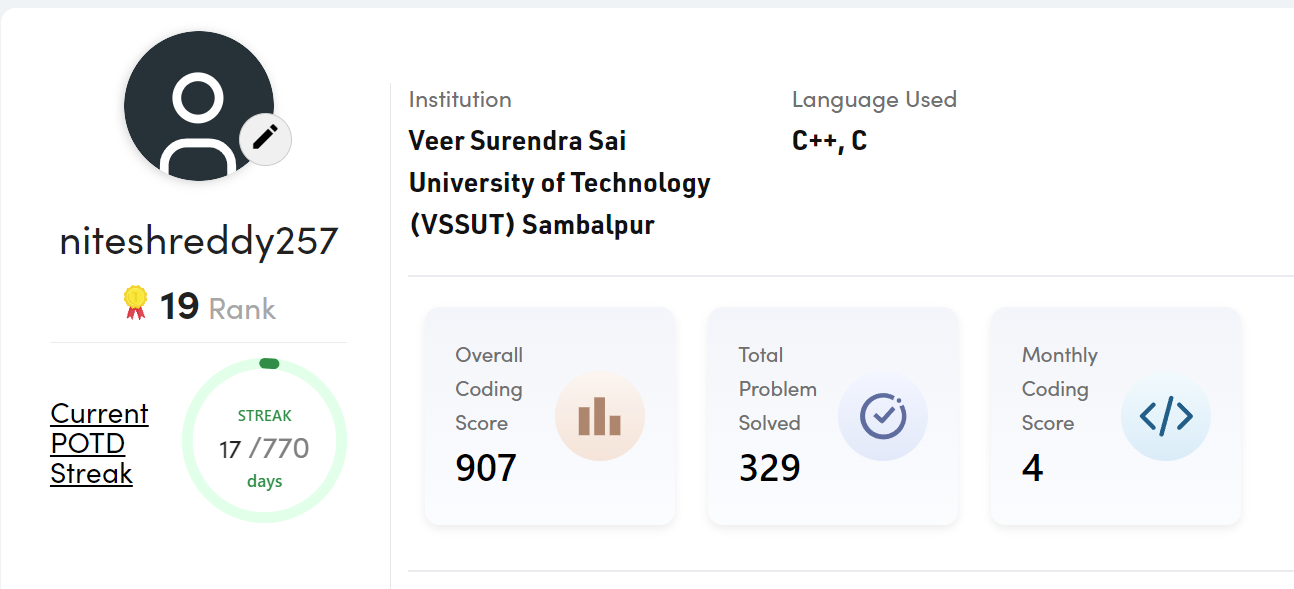 niteshreddy257
19 Rank
Current
POTD
Streak
STREAK
17 /770
days
Institution
Veer Surendra Sai
University of Technology
(VSSUT) Sambalpur
Language Used
C++, C
Overall
Coding
Score
907
Total
Problem
Solved
329
Monthly
Coding
Score
4